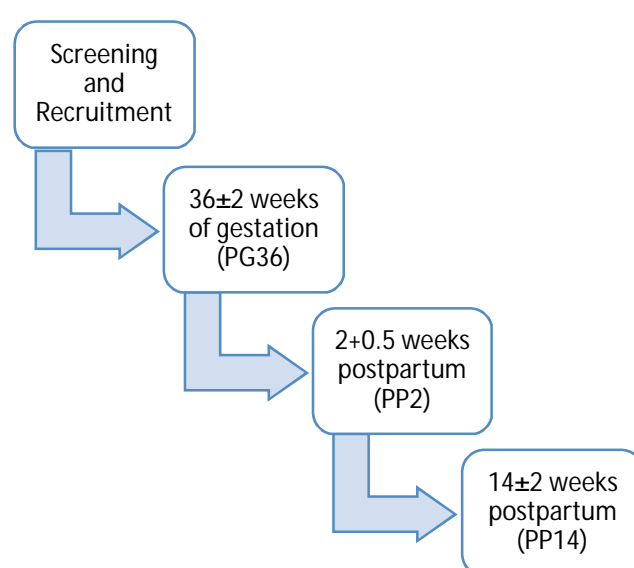 Screening
and
Recruitment
36±2 weeks
of gestation
(PG36)
2+0.5 weeks
postpartum
(PP2)
14±2 weeks
postpartum
(PP14)